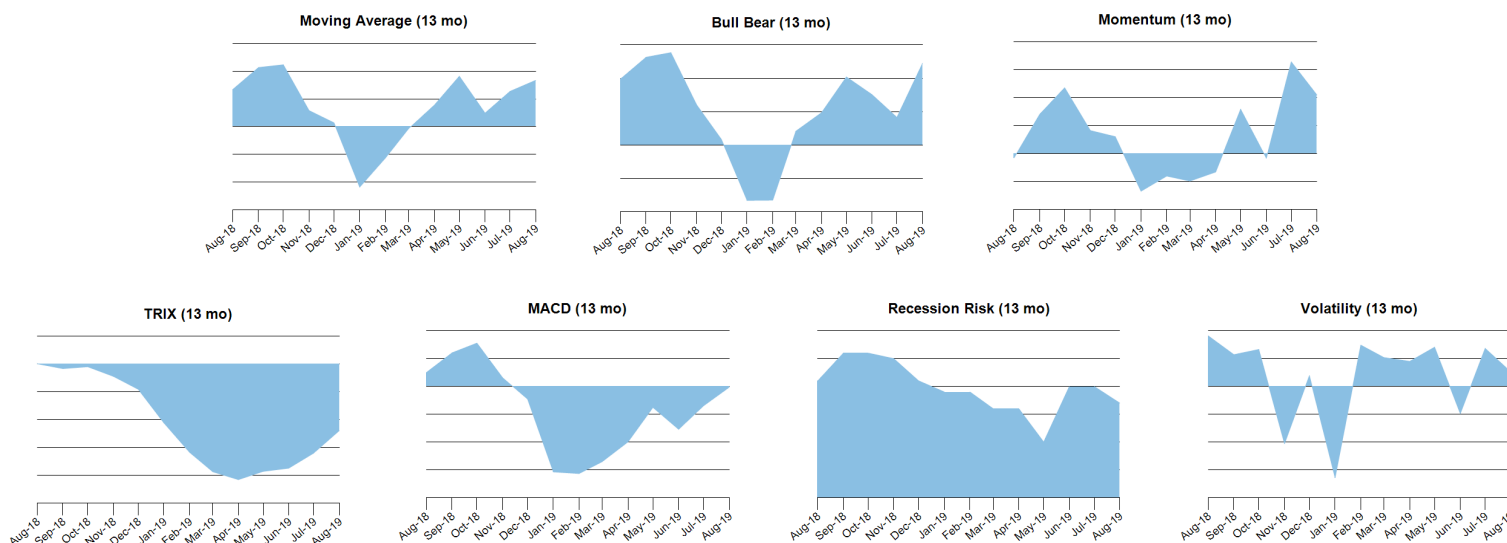 Moving Average (13 mo)
Aug-18 Sep-18 Oct-18 Nov-18 Dec-18 Jan-19 Feb-19 Mar-19 Apr-19 May-19 Jun-19 Jul-19 Aug-19
Bull Bear (13 mo)
Aug-18 Sep-18 Oct-18 Nov-18 Dec-18 Jan-19 Feb-19 Mar-19 Apr-19 May-19 Jun-19 Jul-19 Aug-19
Momentum (13 mo)
Aug-18 Sep-18 Oct-18 Nov-18 Dec-18 Jan-19 Feb-19 Mar-19 Apr-19 May-19 Jun-19 Jul-19 Aug-19
TRIX (13 mo)
Aug-18 Sep-18 Oct-18 Nov-18 Dec-18 Jan-19 Feb-19 Mar-19 Apr-19 May-19 Jun-19 Jul-19 Aug-19
MACD (13 mo)
Aug-18 Sep-18 Oct-18 Nov-18 Dec-18 Jan-19 Feb-19 Mar-19 Apr-19 May-19 Jun-19 Jul-19 Aug-19
Recession Risk (13 mo)
Aug-18 Sep-18 Oct-18 Nov-18 Dec-18 Jan-19 Feb-19 Mar-19 Apr-19 May-19 Jun-19 Jul-19 Aug-19
Volatility (13 mo)
Aug-18 Sep-18 Oct-18 Nov-18 Dec-18 Jan-19 Feb-19 Mar-19 Apr-19 May-19 Jun-19 Jul-19